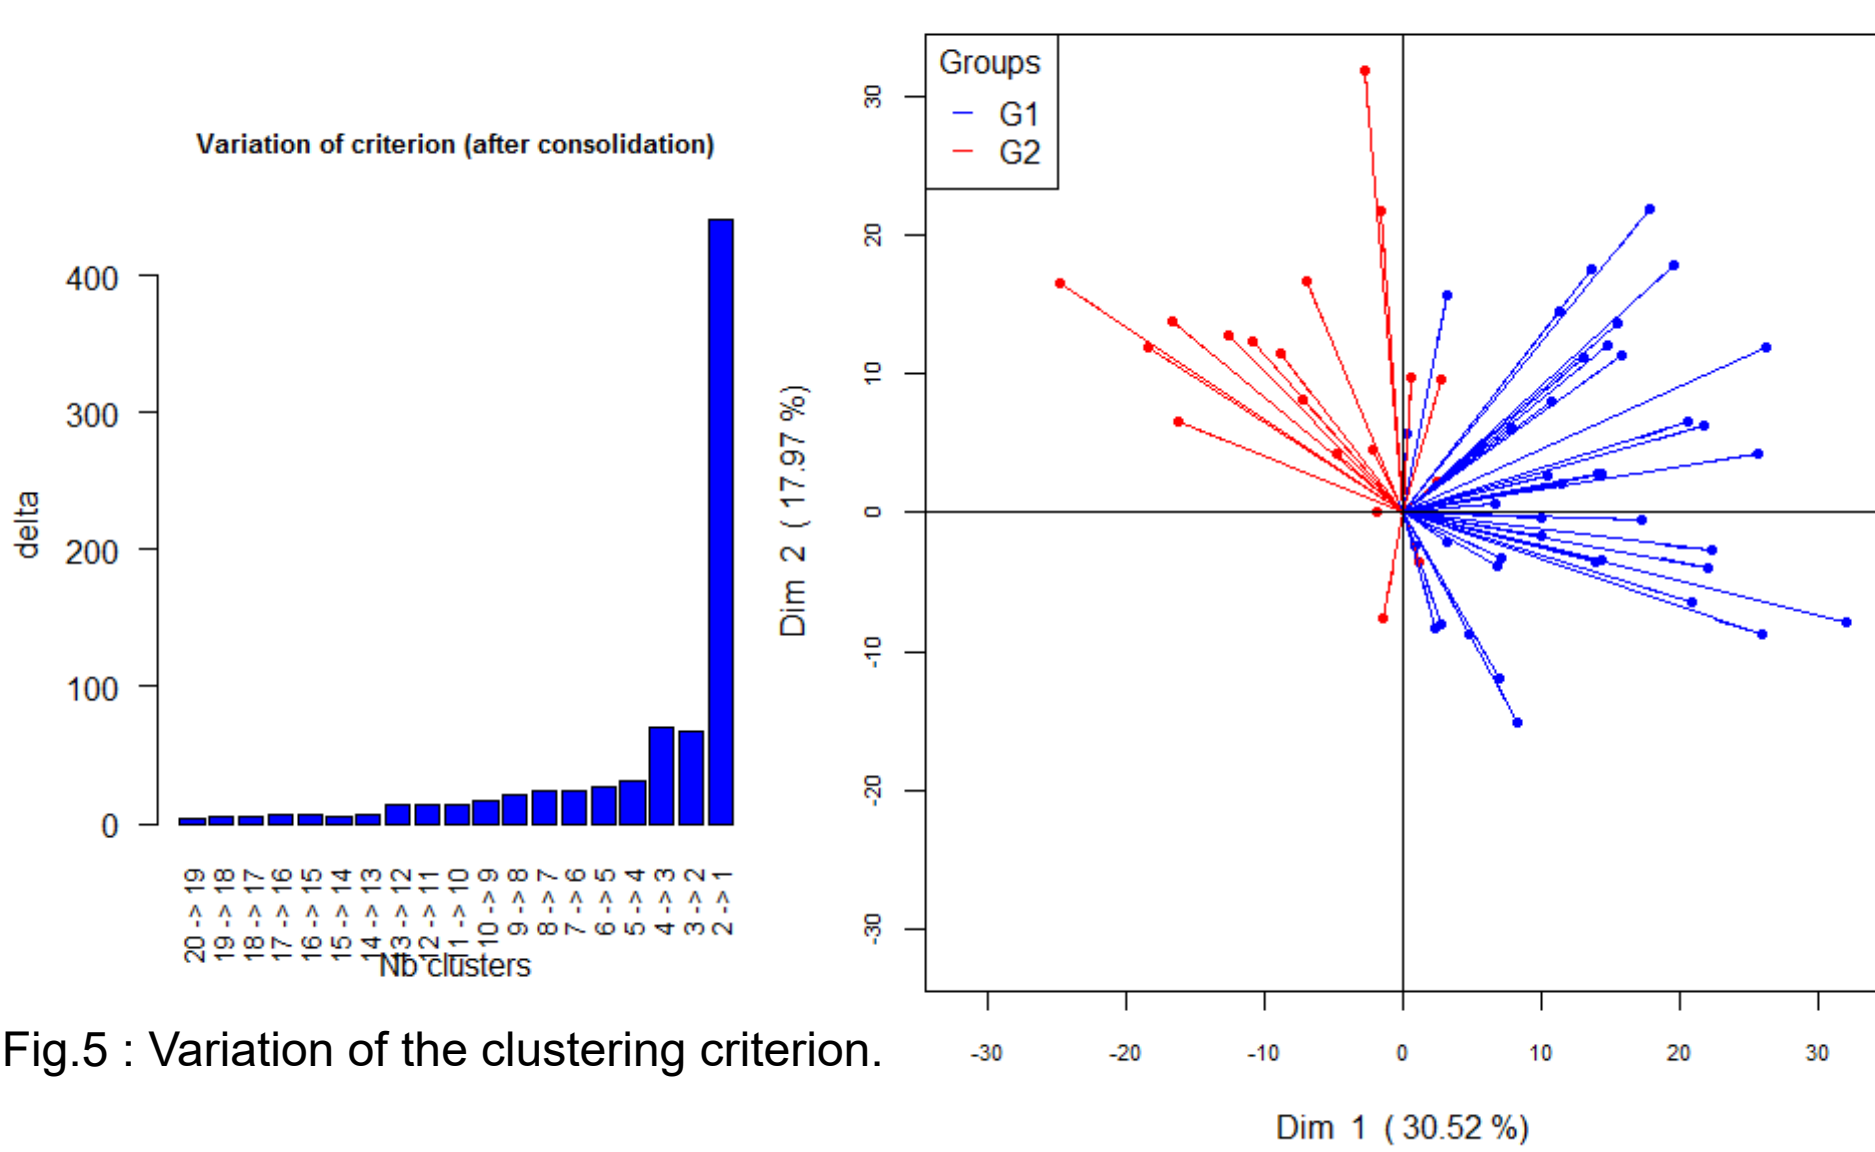 Variation of criterion (after consolidation)
delta
400
300
200
100
0
20 -> 19
19 -> 18
18 -> 17
17 -> 16
16 -> 15
15 -> 14
14 -> 13
13 -> 12
12 -> 11
11 -> 10
10 -> 9
9 -> 8
8 -> 7
7 -> 6
6 -> 5
5 -> 4
4 -> 3
3 -> 2
2 -> 1
Nb clusters
Fig.5 : Variation of the clustering criterion.
Groups
G1
G2
Dim 2 ( 17.97 %)
30
20
10
0
-10
-20
-30
-30
-20
-10
0
10
20
30
Dim 1 ( 30.52 %)